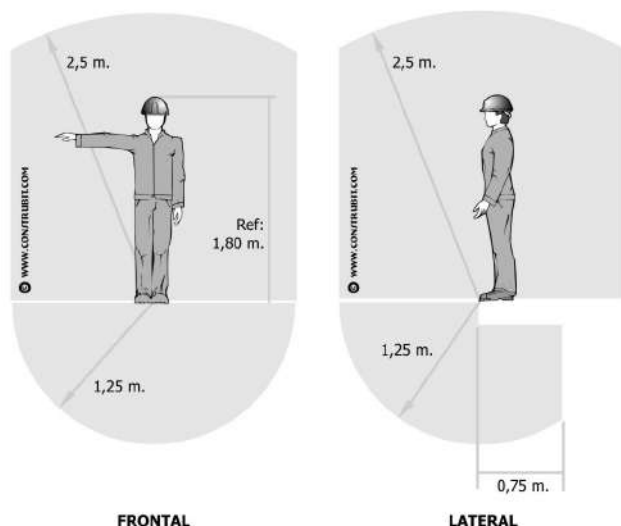 2,5 m.
Ref:
1,80 m.
© WWW.CONSTRUBIT.COM
1,25 m.
FRONTAL
2,5 m.
© WWW.CONSTRUBIT.COM
1,25 m.
0,75 m.
LATERAL